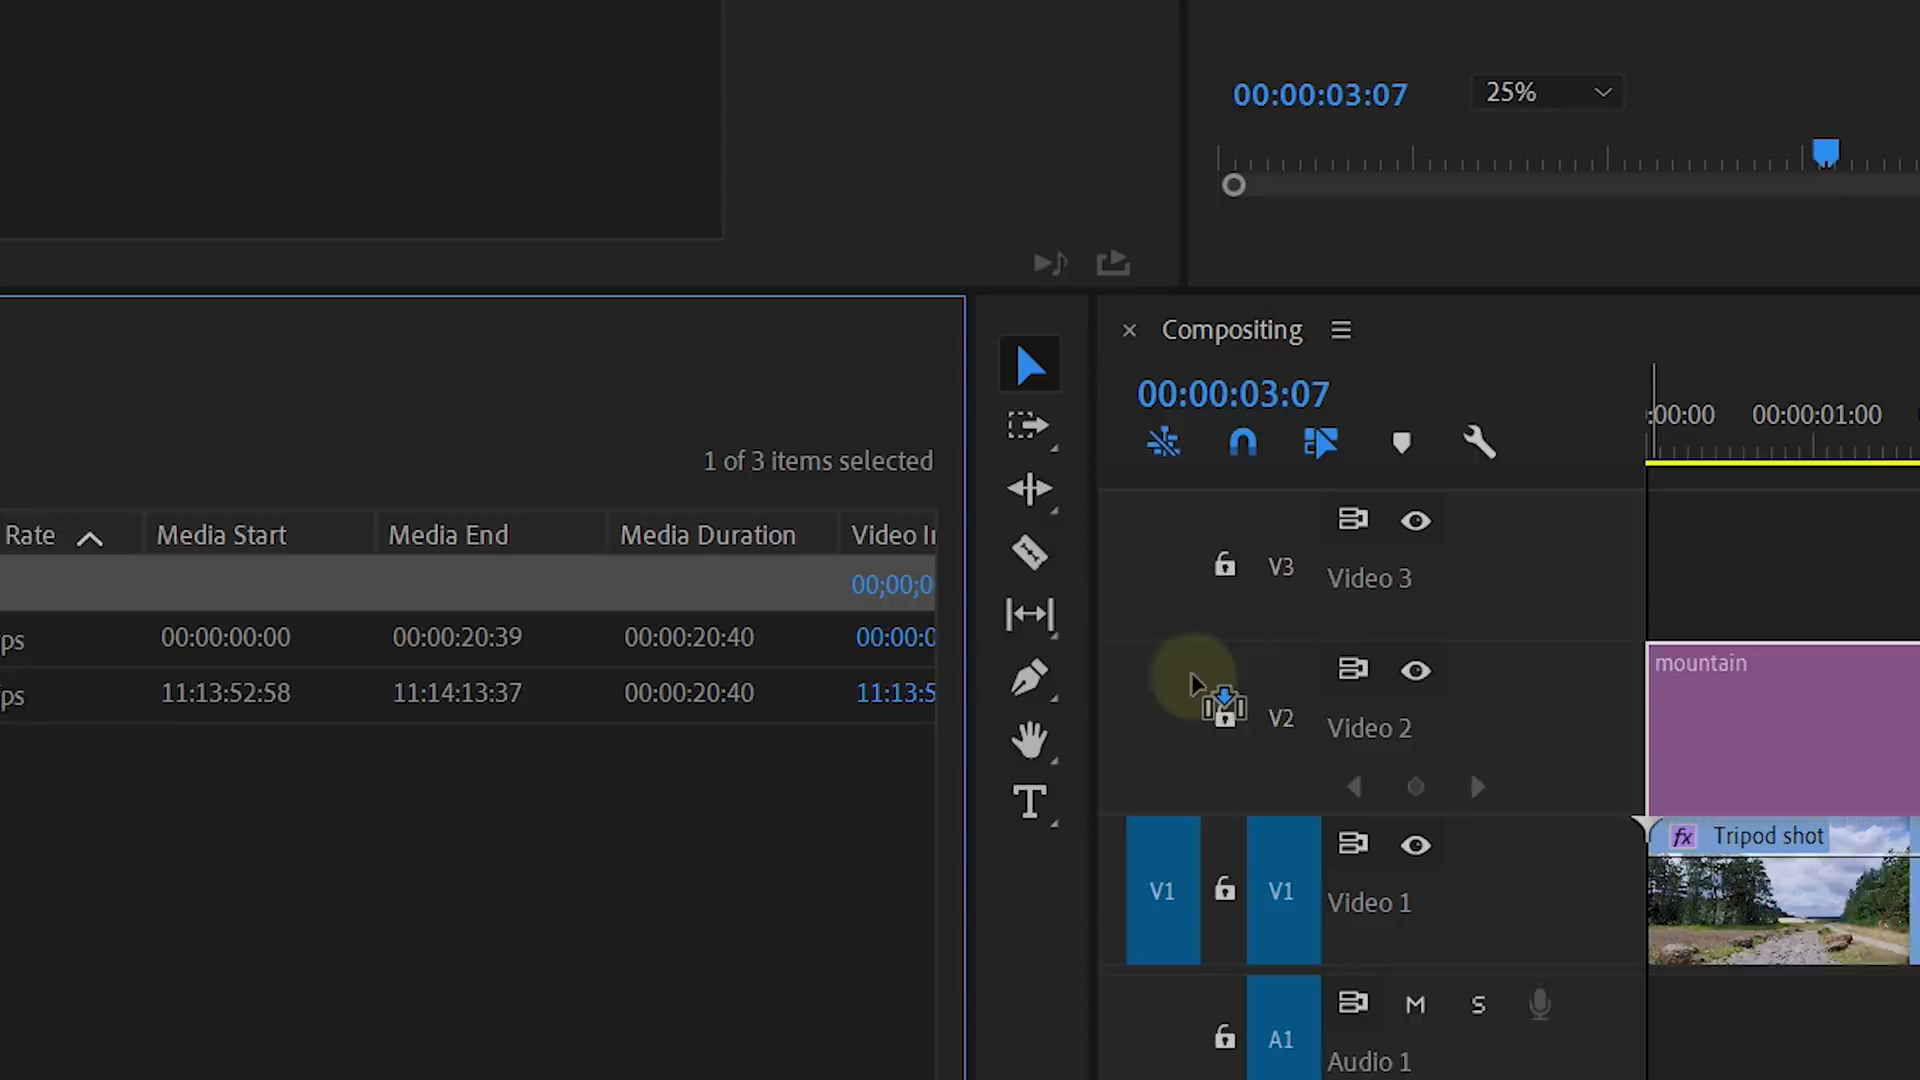 00:00:03:07
25%
Compositing
00:00:03:07
:00:00
00:00:01:00
1 of 3 items selected
Rate
Media Start
Media End
Media Duration
Video I
00;00;0
V3
Video 3
ps
00:00:00:00
00:00:20:39
00:00:20:40
00:00:0
mountain
ps
11:13:52:58
11:14:13:37
00:00:20:40
11:13:5
V2
Video 2
fx
Tripod shot
V1
V1
Video 1
M
S
A1
Audio 1